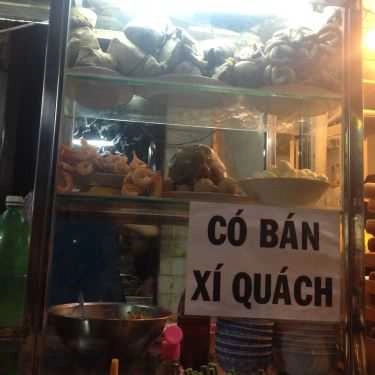 CÓ BÁN
XÍ QUÁCH